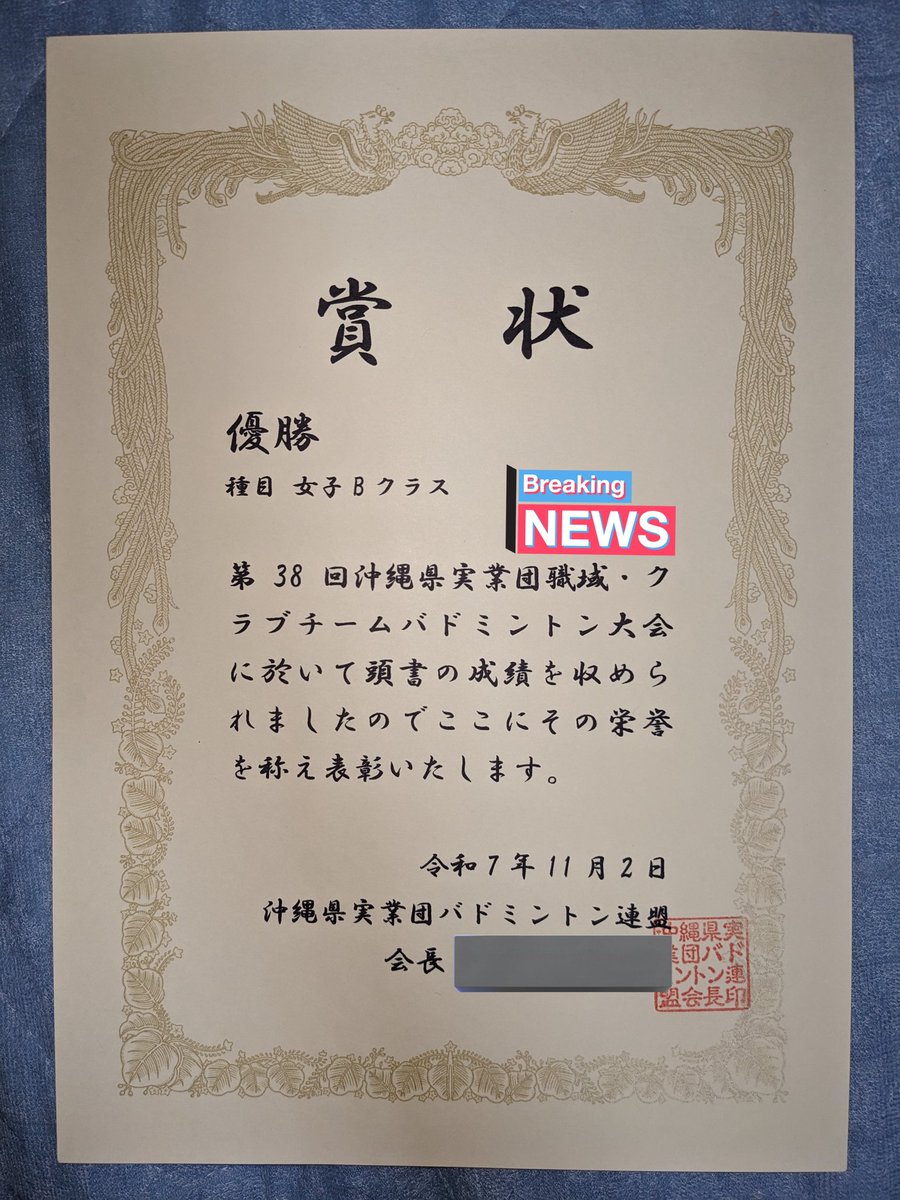 賞状
優勝
種目 女子Bクラス
Breaking
NEWS
第38回沖縄県実業団職域・ク
ラブチームバドミントン大会
に於いて頭書の成績を収めら
れましたのでここにその栄誉
を称え表彰いたします。
令和7年11月2日
沖縄県実業団バドミントン連盟
会長
沖縄県実
業団バド
ミントン連
盟会長印